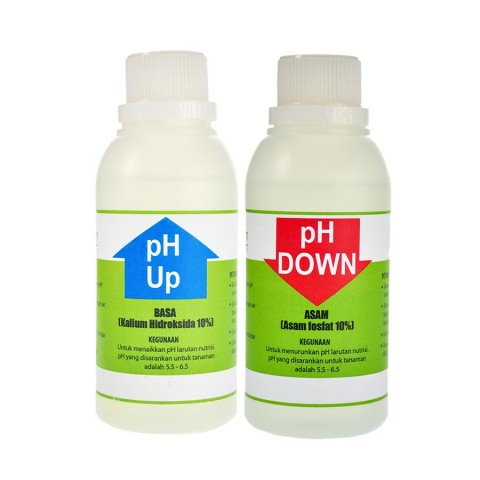 pH
Up
BASA
(Kalium Hidroksida 10%)
KEGUNAAN
Untuk menaikkan pH larutan nutrisi.
pH yang disarankan untuk tanaman
adalah 5.5 - 6.5
pH
DOWN
ASAM
(Asam fosfat 10%)
KEGUNAAN
Untuk menurunkan pH larutan nutrisi.
pH yang disarankan untuk tanaman
adalah 5.5 - 6.5